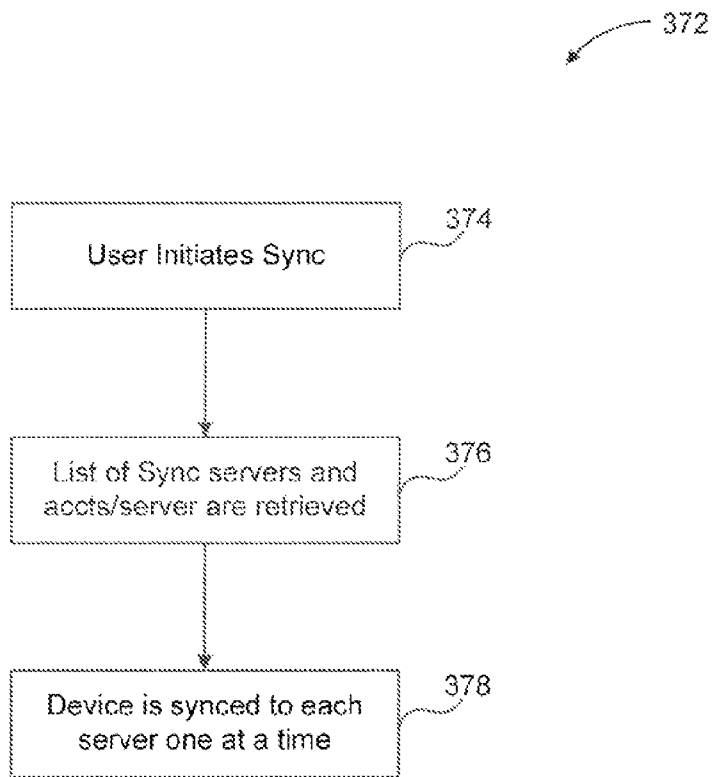 372
374
User Initiates Sync
376
List of Sync servers and
accts/server are retrieved
378
Device is synced to each
server one at a time